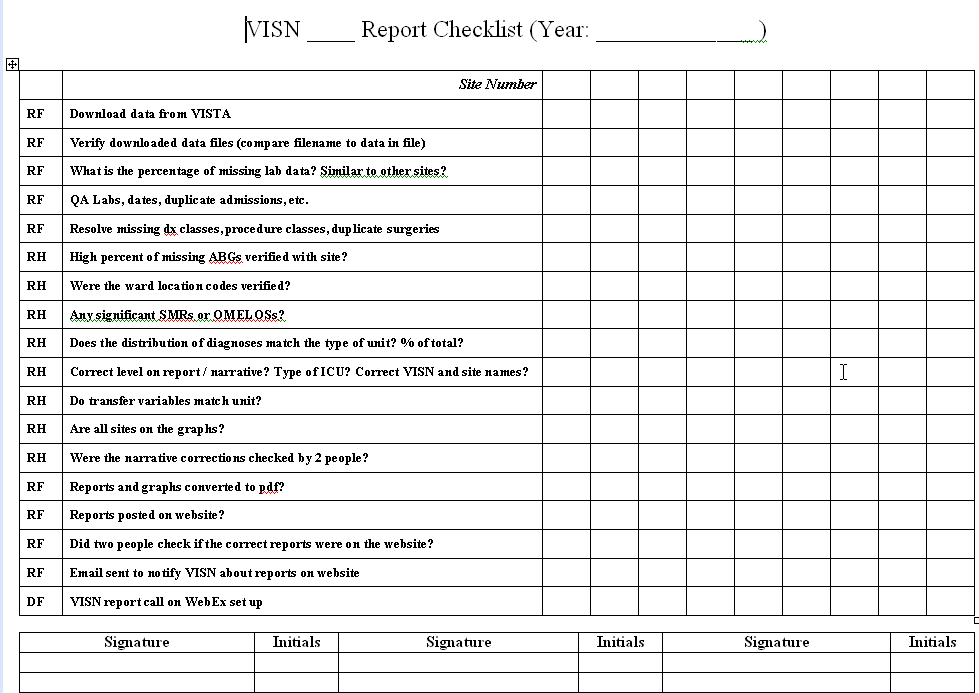 VISN ____ Report Checklist (Year: ______________)
Site Number
RF Download data from VISTA
RF Verify downloaded data files (compare filename to data in file)
RF What is the percentage of missing lab data? Similar to other sites?
RF QA Labs, dates, duplicate admissions, etc.
RF Resolve missing dx classes, procedure classes, duplicate surgeries
RH High percent of missing ABGs verified with site?
RH Were the ward location codes verified?
RH Any significant SMRs or OMELOSs?
RH Does the distribution of diagnoses match the type of unit? % of total?
RH Correct level on report / narrative? Type of ICU? Correct VISN and site names?
RH Do transfer variables match unit?
RH Are all sites on the graphs?
RH Were the narrative corrections checked by 2 people?
RF Reports and graphs converted to pdf?
RF Reports posted on website?
RF Did two people check if the correct reports were on the website?
RF Email sent to notify VISN about reports on website
DF VISN report call on WebEx set up
Signature Initials Signature Initials Signature Initials